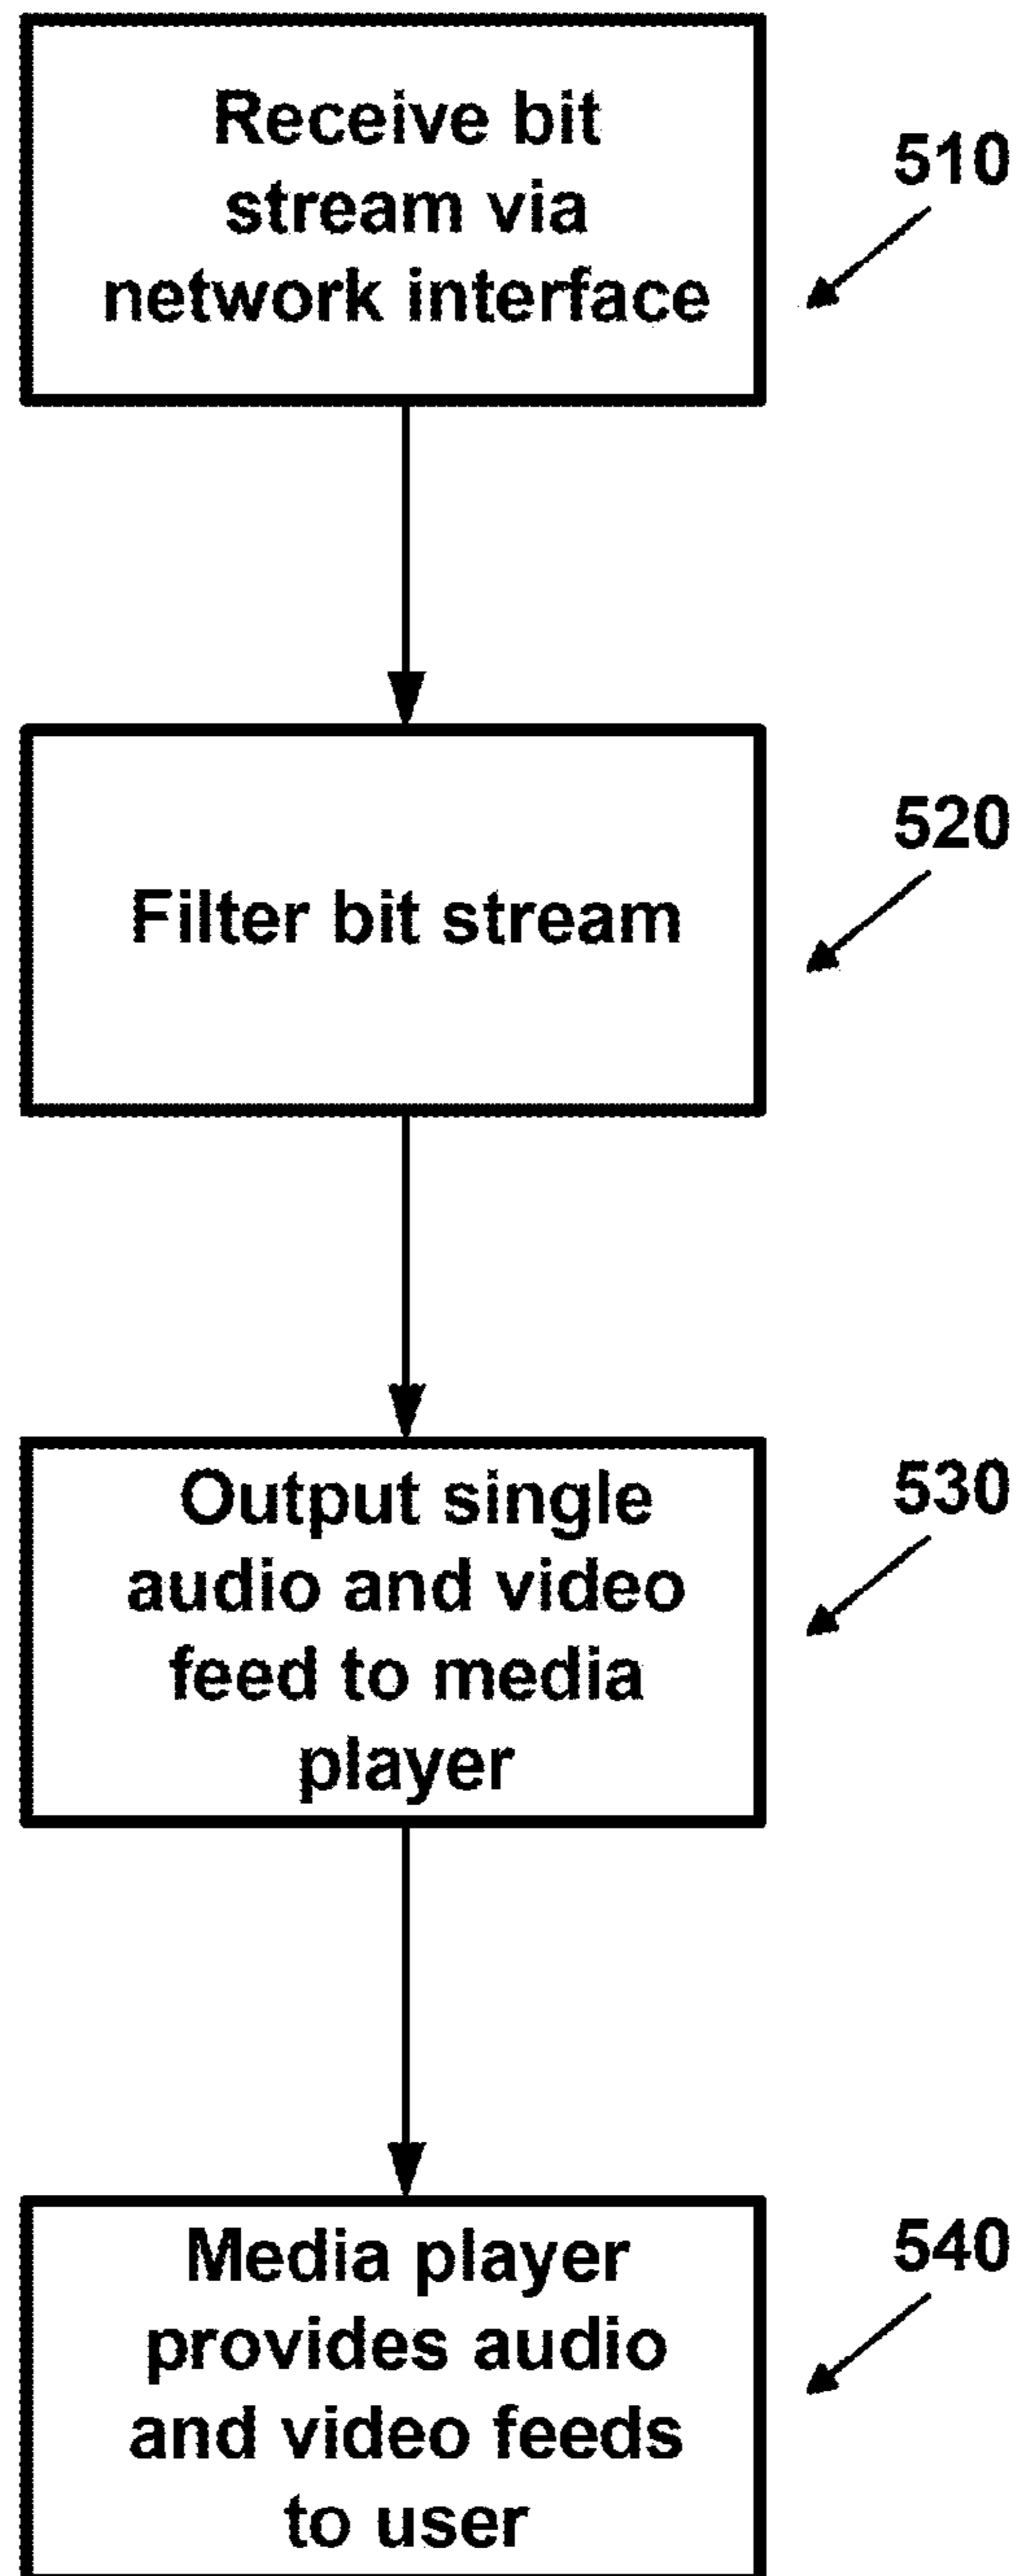 Receive bit
stream via
network interface
510
Filter bit stream
520
Output single
audio and video
feed to media
player
530
Media player
provides audio
and video feeds
to user
540